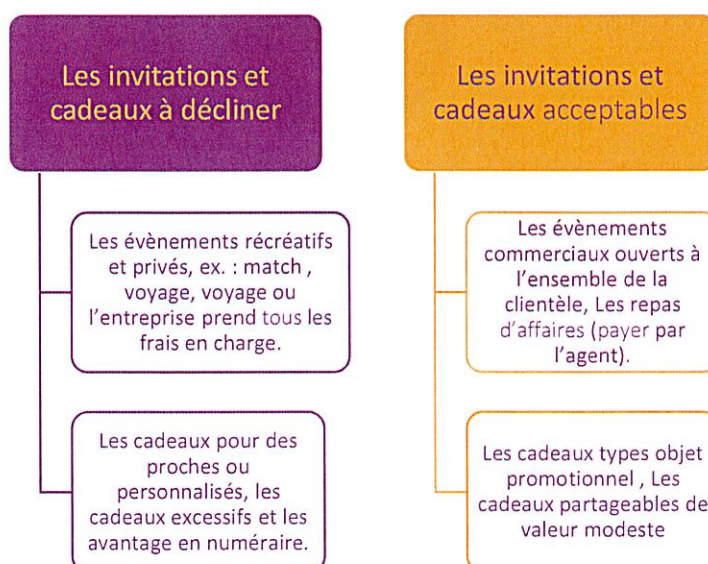 Les invitations et
cadeaux à décliner
Les évènements récréatifs
et privés, ex. : match ,
voyage, voyage ou
l'entreprise prend tous les
frais en charge.
Les cadeaux pour des
proches ou
personnalisés, les
cadeaux excessifs et les
avantage en numéraire.
Les invitations et
cadeaux acceptables
Les évènements
commerciaux ouverts à
l'ensemble de la
clientèle, Les repas
d'affaires (payer par
l'agent).
Les cadeaux types objet
promotionnel , Les
cadeaux partageables de
valeur modeste